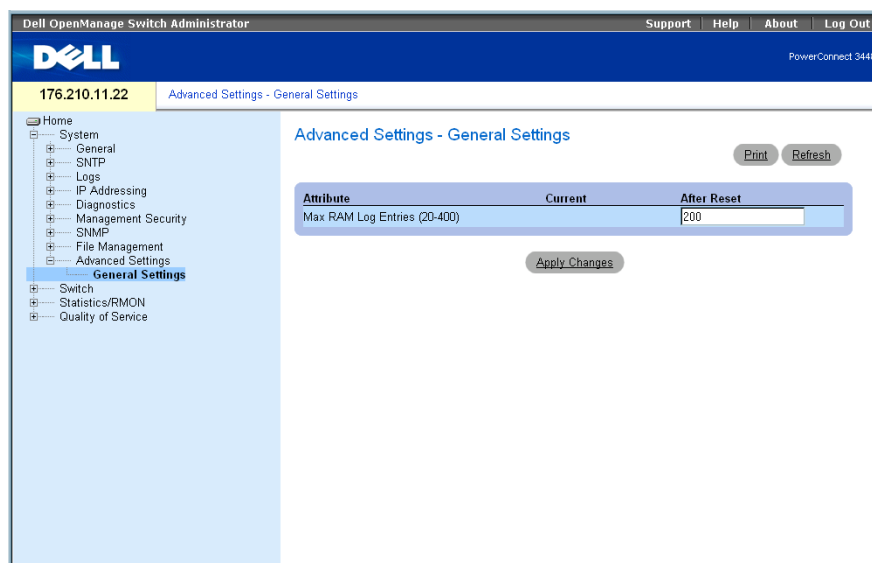 Dell OpenManage Switch Administrator
Support Help About Log Out
DELL
PowerConnect 3448
176.210.11.22
Advanced Settings - General Settings
Home
System
General
SNTP
Logs
IP Addressing
Diagnostics
Management Security
SNMP
File Management
Advanced Settings
General Settings
Switch
Statistics/RMON
Quality of Service
Advanced Settings - General Settings
Print Refresh
Attribute Current After Reset
Max RAM Log Entries (20-400) 200
Apply Changes